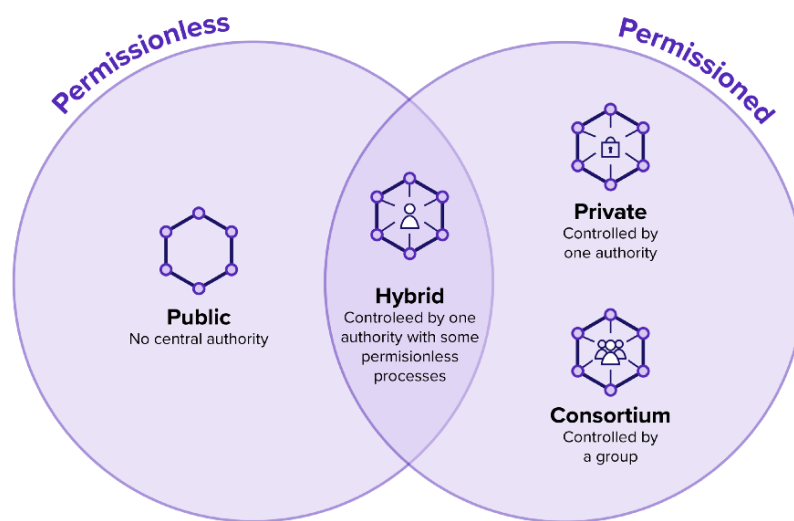 Permissionless
Permissioned
Public
No central authority
Hybrid
Controleed by one
authority with some
permisionless
processes
Private
Controlled by
one authority
Consortium
Controlled by
a group